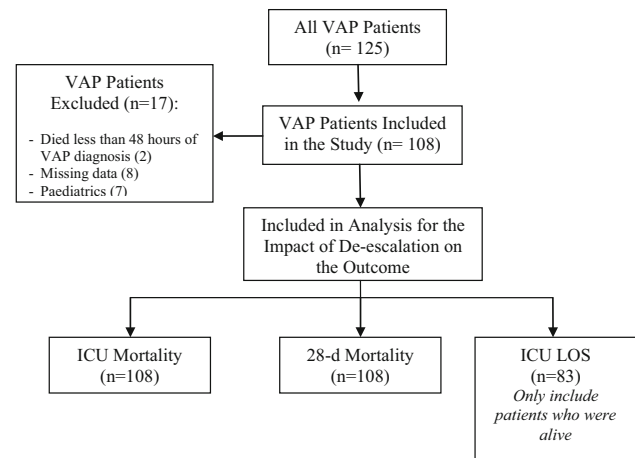 All VAP Patients
(n= 125)
VAP Patients
Excluded (n=17):
- Died less than 48 hours of
VAP diagnosis (2)
- Missing data (8)
- Paediatrics (7)
VAP Patients Included
in the Study (n= 108)
Included in Analysis for the
Impact of De-escalation on
the Outcome
ICU Mortality
(n=108)
28-d Mortality
(n=108)
ICU LOS
(n=83)
Only include
patients who were
alive